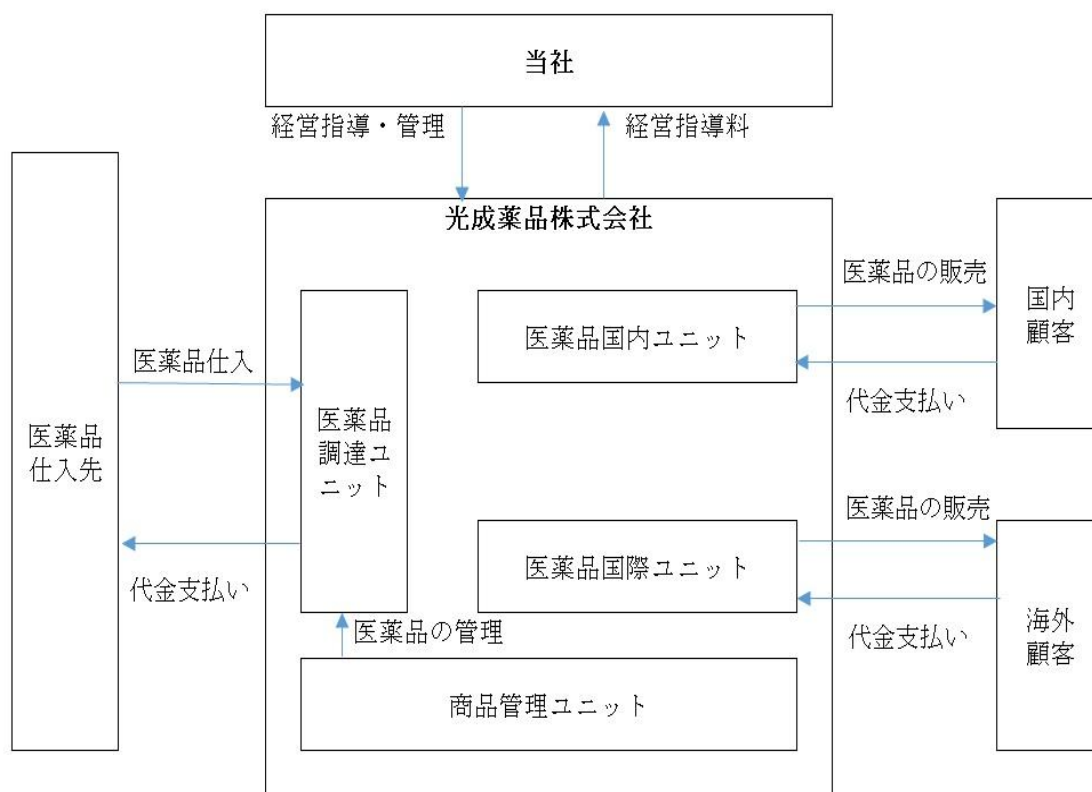 当社
経営指導・管理
経営指導料
光成薬品株式会社
医薬品の販売
国内
顧客
医薬品国内ユニット
医薬品仕入
代金支払い
医薬品
調達ユ
ニット
医薬品
仕入先
医薬品の販売
医薬品国際ユニット
代金支払い
代金支払い
海外
顧客
医薬品の管理
商品管理ユニット